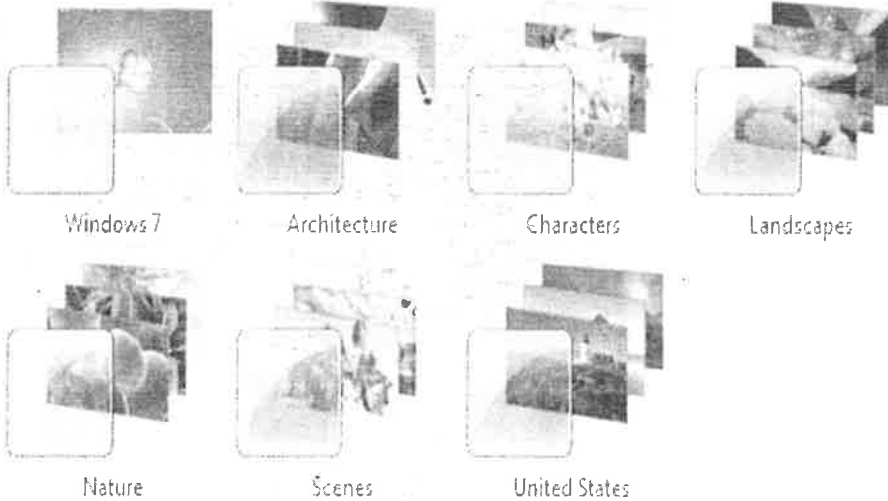 Windows 7
Architecture
Characters
Landscapes
Nature
Scenes
United States